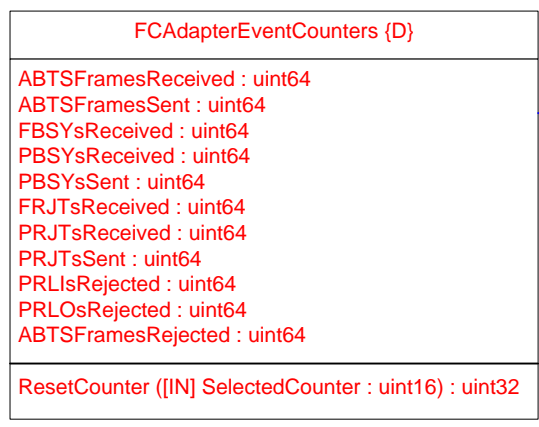 FCAdapterEventCounters {D}
ABTSFramesReceived : uint64
ABTSFramesSent : uint64
FBSYsReceived : uint64
PBSYsReceived : uint64
PBSYsSent : uint64
FRJTsReceived : uint64
PRJTsReceived : uint64
PRJTsSent : uint64
PRLIsRejected : uint64
PRLOsRejected : uint64
ABTSFramesRejected : uint64
ResetCounter ([IN] SelectedCounter : uint16) : uint32